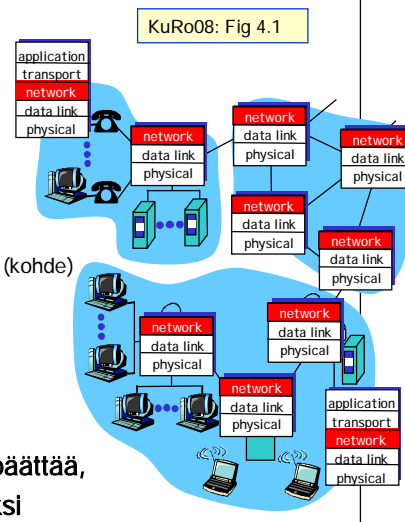 KuRo08: Fig 4.1
application
transport
network
data link
physical
network
data link
physical
network
data link
physical
network
data link
physical
network
data link
physical
network
data link
physical
(kohde)
network
data link
physical
network
data link
physical
network
data link
physical
application
transport
network
data link
physical